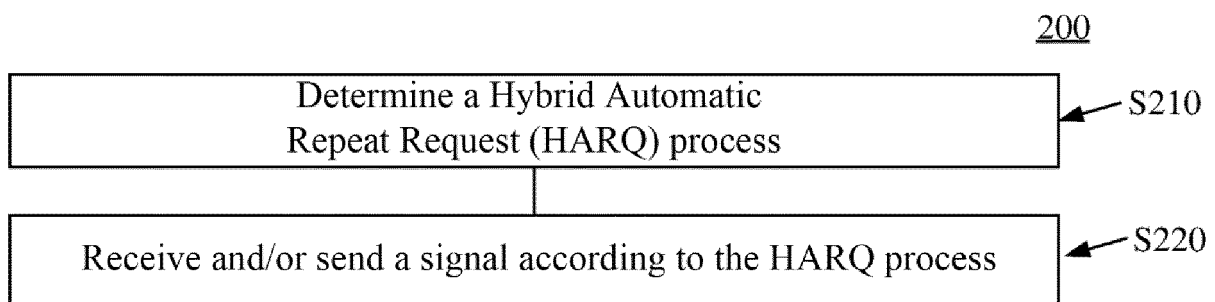 200
Determine a Hybrid Automatic
Repeat Request (HARQ) process
S210
Receive and/or send a signal according to the HARQ process
S220